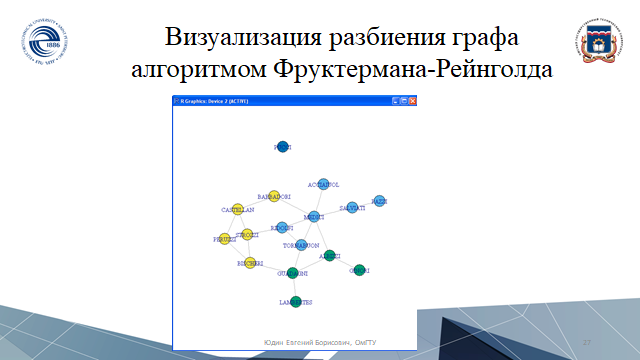 Визуализация разбиения графа
алгоритмом Фруктермана-Рейнголда
1886
R Graphics: Device 2 (ACTIVE)
PUCCI
ACCIAIUOL
BARBADORI
PAZZI
SALVIATI
CASTELLAN
MEDICI
RIDOLFI
STROZZI
PERUZZI
TORNABUON
ALBIZZI
BISCHERI
GINORI
GUADAGNI
LAMBERTES
Юдин Евгений Борисович, ОмГТУ
27